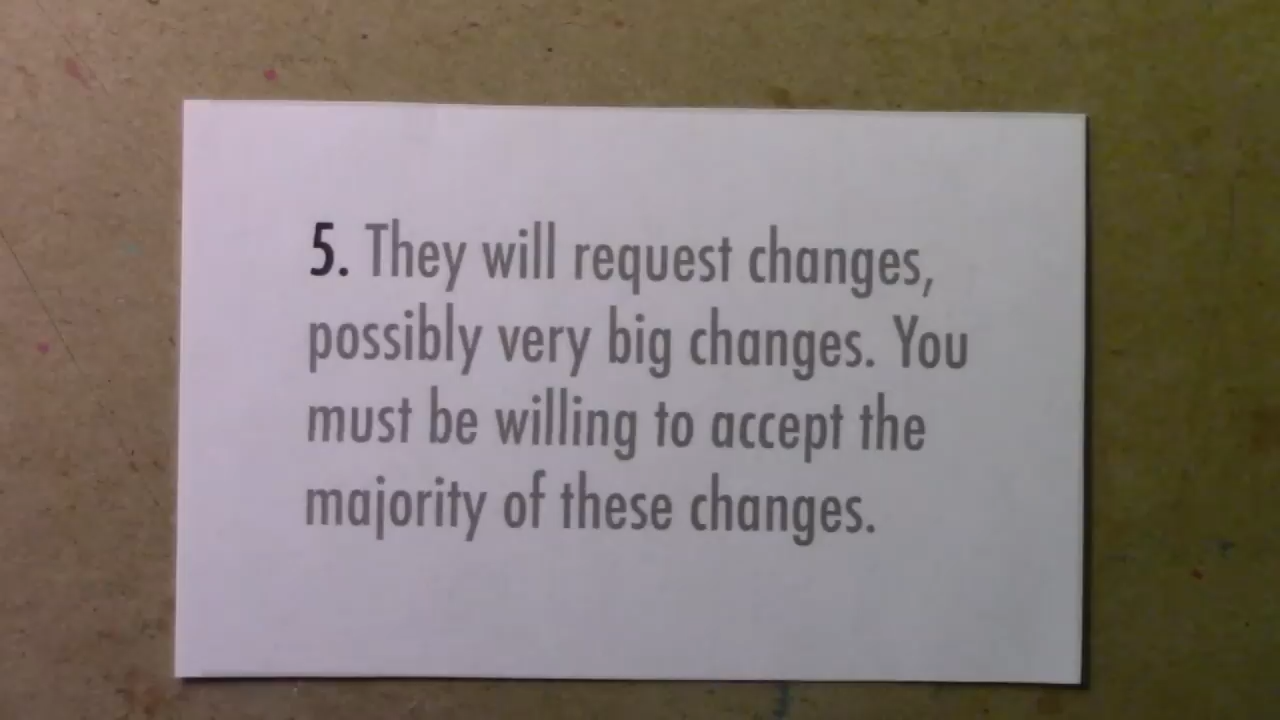 5. They will request changes,
possibly very big changes. You
must be willing to accept the
majority of these changes.